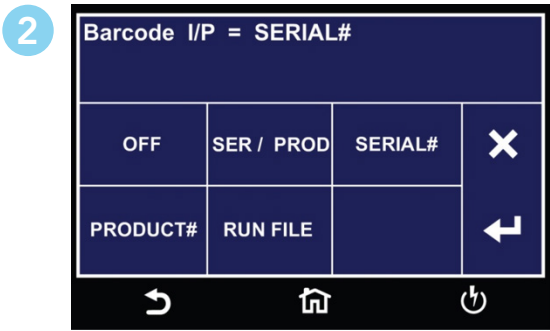 2
Barcode I/P = SERIAL#
OFF SER / PROD SERIAL#
PRODUCT# RUN FILE